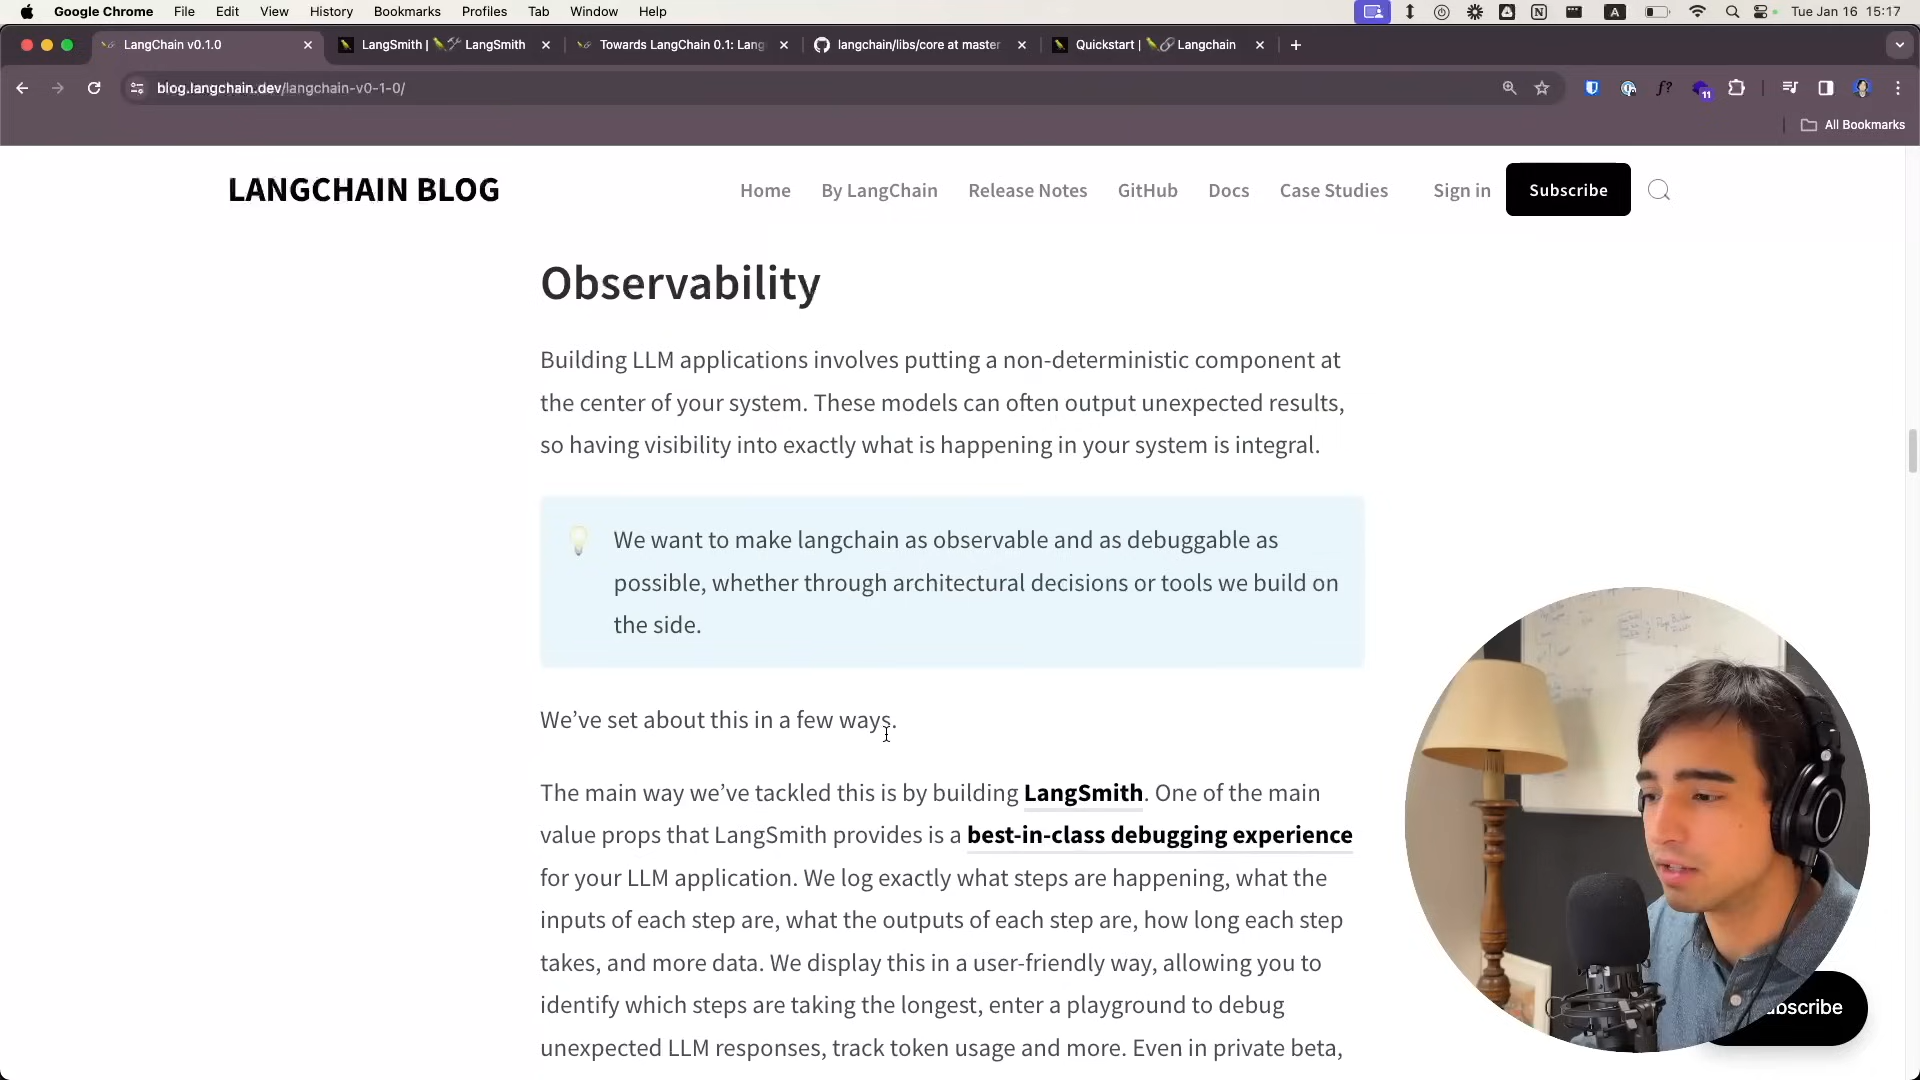 Google Chrome File Edit View History Bookmarks Profiles Tab Window Help A Tue Jan 16 15:17
LangChain v0.1.0 LangSmith | LangSmith Towards LangChain 0.1: Lang langchain/libs/core at master Quickstart | Langchain
blog.langchain.dev/langchain-v0-1-0/ f? 11
All Bookmarks
LANGCHAIN BLOG Home By LangChain Release Notes GitHub Docs Case Studies Sign in Subscribe
Observability
Building LLM applications involves putting a non-deterministic component at
the center of your system. These models can often output unexpected results,
so having visibility into exactly what is happening in your system is integral.
We want to make langchain as observable and as debuggable as
possible, whether through architectural decisions or tools we build on
the side.
We’ve set about this in a few ways.
The main way we’ve tackled this is by building LangSmith. One of the main
value props that LangSmith provides is a best-in-class debugging experience
for your LLM application. We log exactly what steps are happening, what the
inputs of each step are, what the outputs of each step are, how long each step
takes, and more data. We display this in a user-friendly way, allowing you to
identify which steps are taking the longest, enter a playground to debug
unexpected LLM responses, track token usage and more. Even in private beta,
bscribe